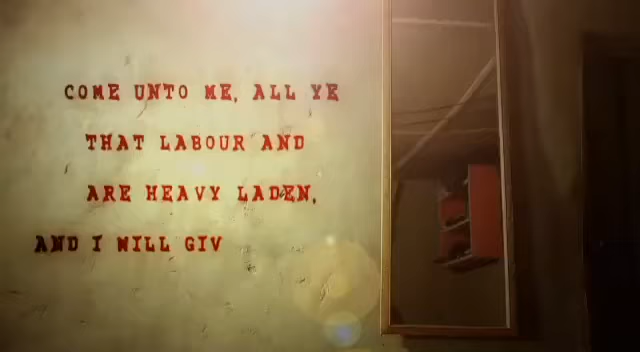 COME UNTO ME, ALL YE
THAT LABOUR AND
ARE HEAVY LADEN,
AND I WILL GIV